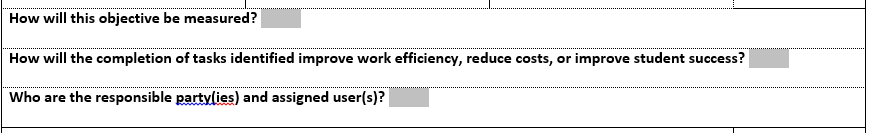 How will this objective be measured?
How will the completion of tasks identified improve work efficiency, reduce costs, or improve student success?
Who are the responsible party(ies) and assigned user(s)?